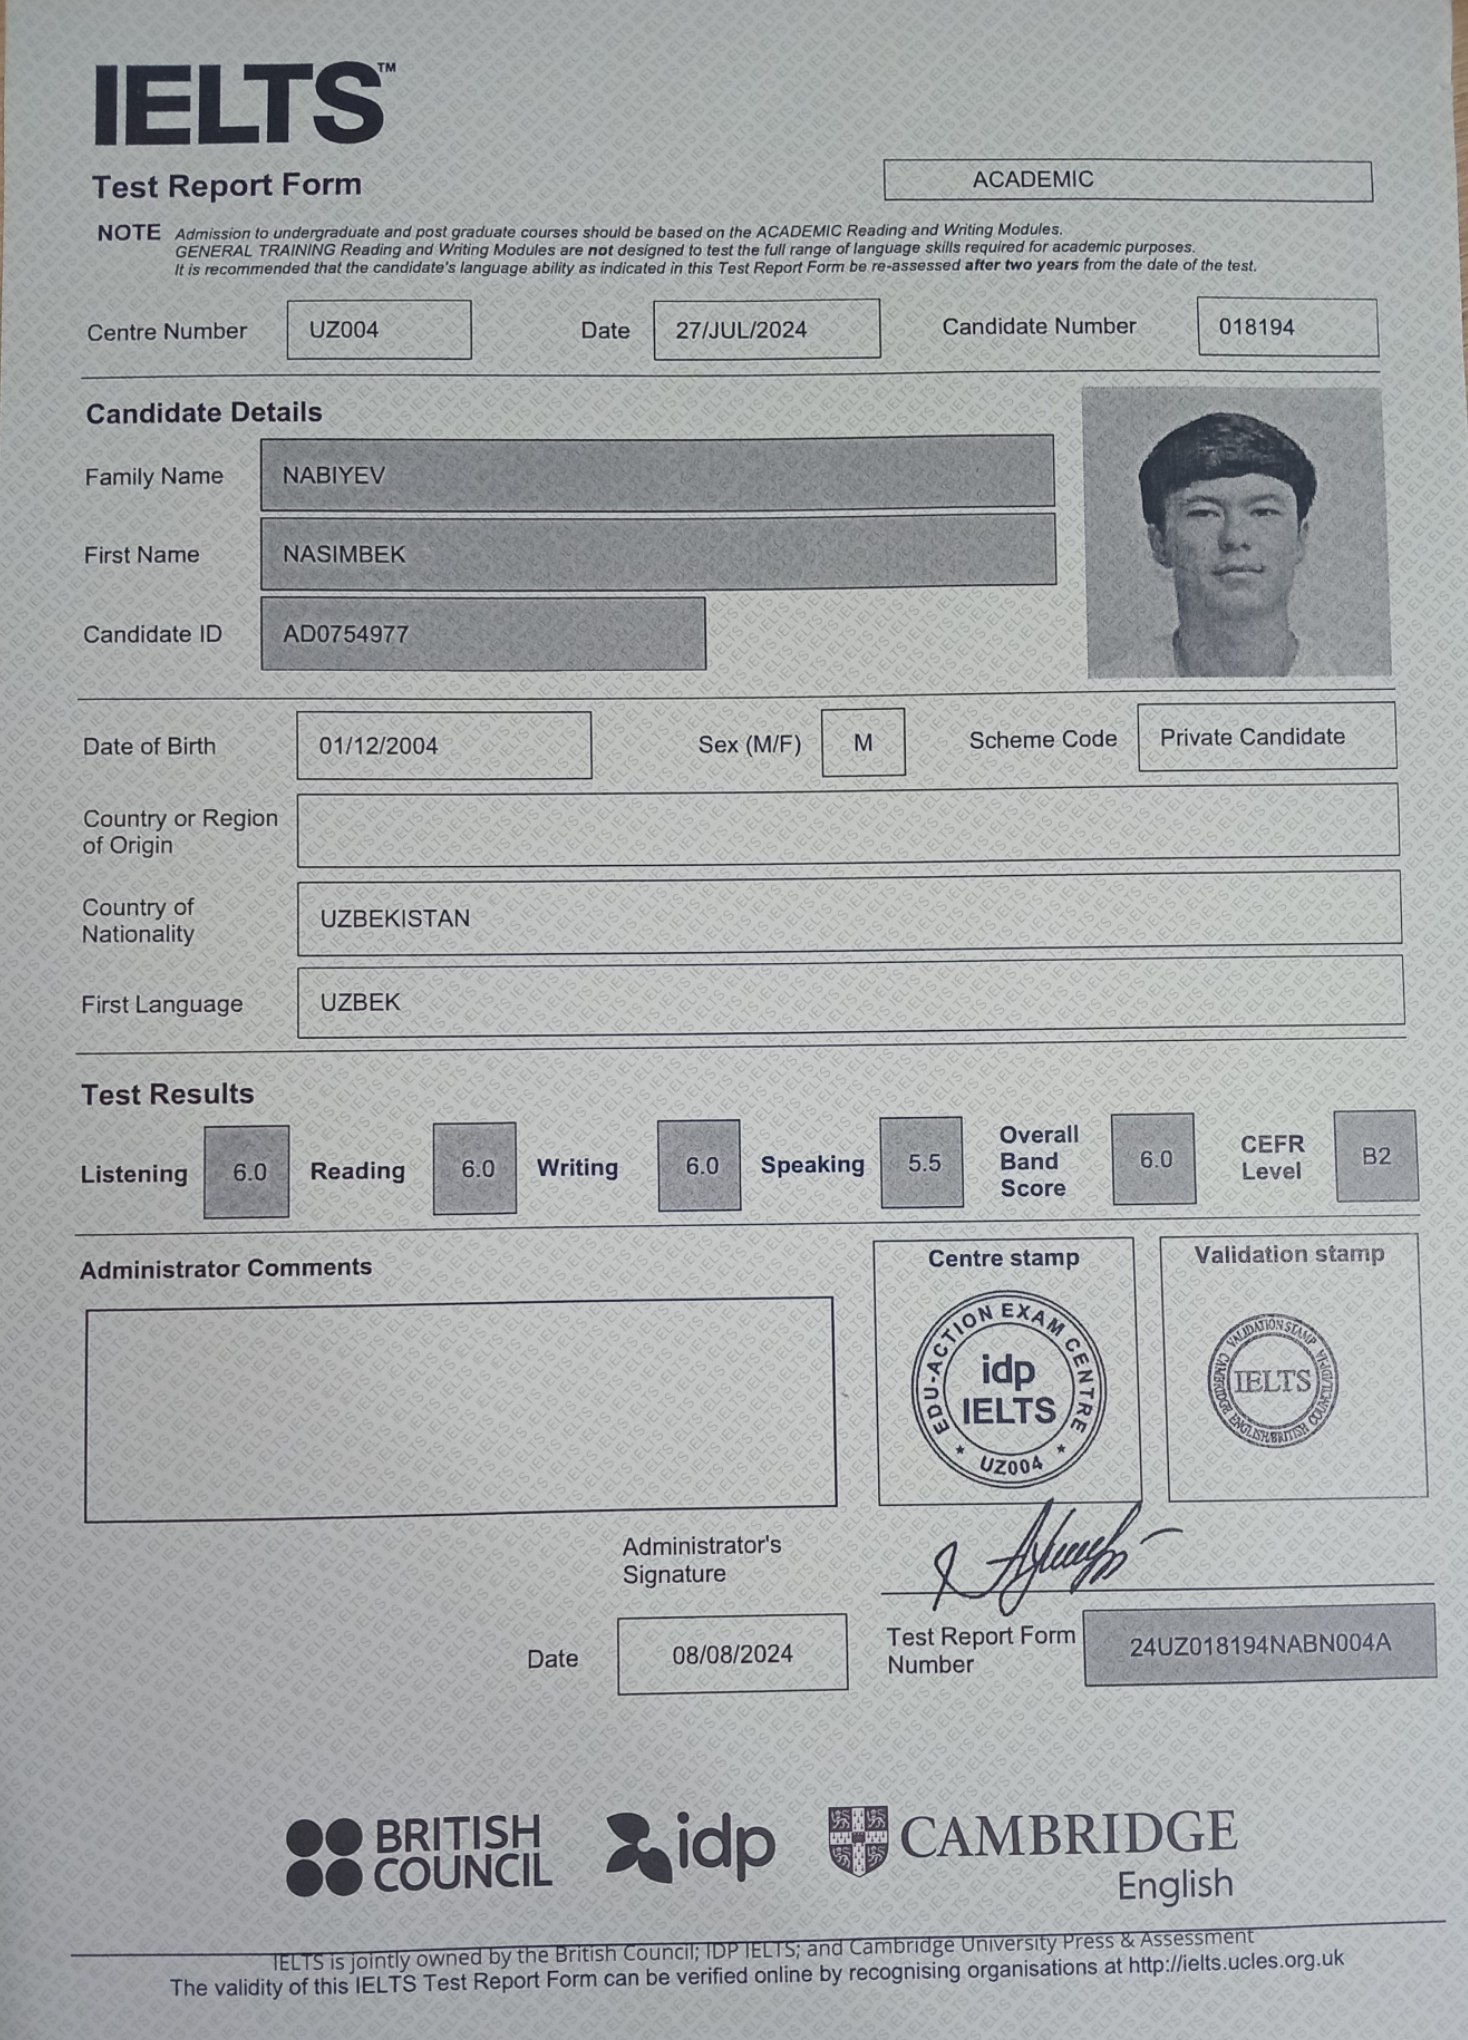 IELTS™
Test Report Form
ACADEMIC
NOTE Admission to undergraduate and post graduate courses should be based on the ACADEMIC Reading and Writing Modules.
GENERAL TRAINING Reading and Writing Modules are not designed to test the full range of language skills required for academic purposes.
It is recommended that the candidate's language ability as indicated in this Test Report Form be re-assessed after two years from the date of the test.
Centre Number UZ004 Date 27/JUL/2024 Candidate Number 018194
Candidate Details
Family Name NABIYEV
First Name NASIMBEK
Candidate ID AD0754977
Date of Birth 01/12/2004 Sex (M/F) M Scheme Code Private Candidate
Country or Region
of Origin
Country of
Nationality UZBEKISTAN
First Language UZBEK
Test Results
Listening 6.0 Reading 6.0 Writing 6.0 Speaking 5.5 Overall Band Score 6.0 CEFR Level B2
Administrator Comments
Centre stamp
EDU-ACTION EXAM CENTRE
idp
IELTS
UZ004
Validation stamp
VALIDATION STAMP
CAMBRIDGE ENGLISH/BRITISH COUNCIL/IDP:IA
IELTS
Administrator's
Signature
Date 08/08/2024
Test Report Form
Number 24UZ018194NABN004A
BRITISH
COUNCIL
idp
CAMBRIDGE
English
IELTS is jointly owned by the British Council; IDP IELTS; and Cambridge University Press & Assessment
The validity of this IELTS Test Report Form can be verified online by recognising organisations at http://ielts.ucles.org.uk